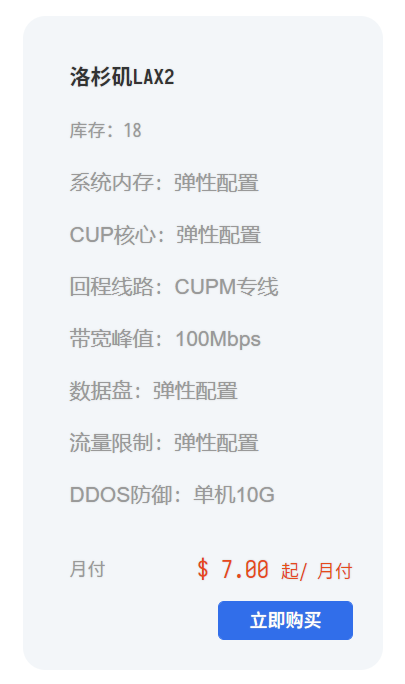 洛杉矶LAX2
库存：18
系统内存：弹性配置
CUP核心：弹性配置
回程线路：CUPM专线
带宽峰值：100Mbps
数据盘：弹性配置
流量限制：弹性配置
DDOS防御：单机10G
月付 $ 7.00 起/ 月付
立即购买